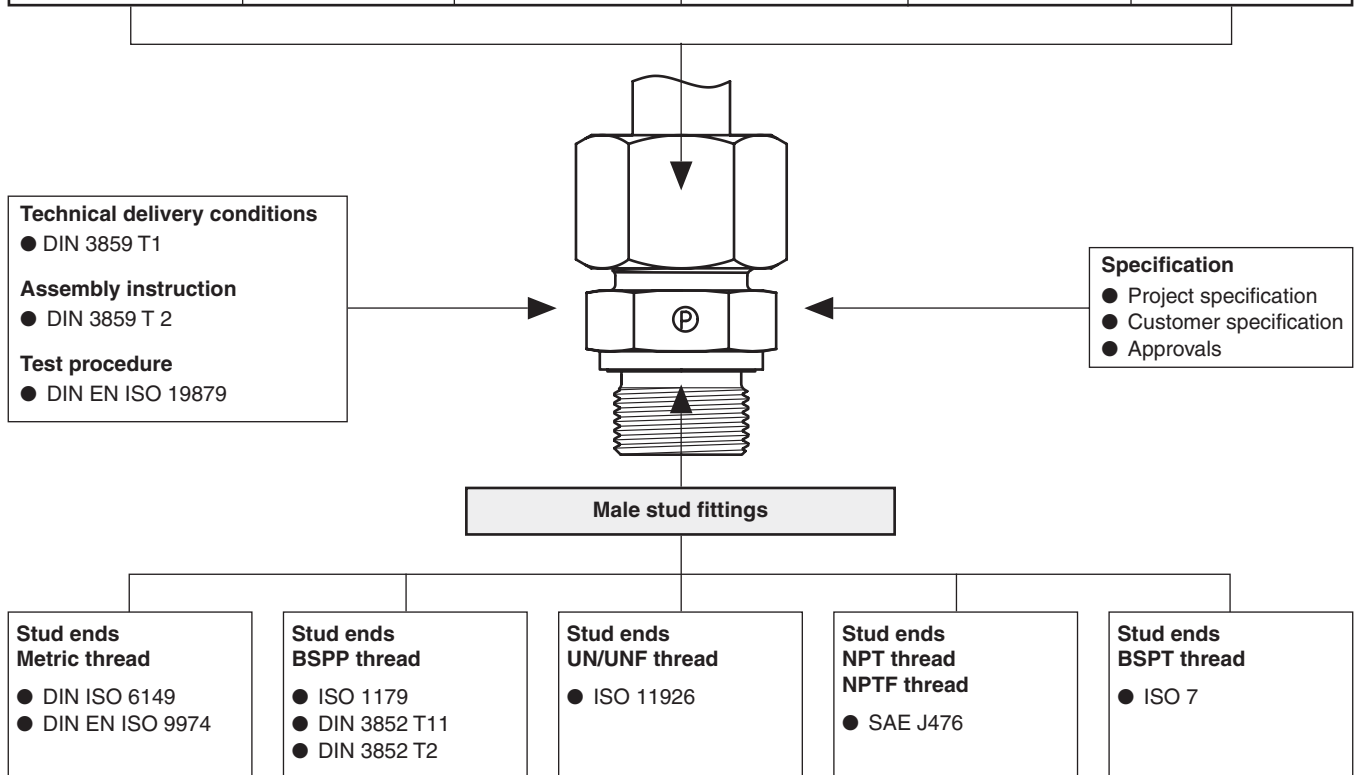 Technical delivery conditions
● DIN 3859 T1
Assembly instruction
● DIN 3859 T 2
Test procedure
● DIN EN ISO 19879
P
Specification
● Project specification
● Customer specification
● Approvals
Male stud fittings
Stud ends
Metric thread
● DIN ISO 6149
● DIN EN ISO 9974
Stud ends
BSPP thread
● ISO 1179
● DIN 3852 T11
● DIN 3852 T2
Stud ends
UN/UNF thread
● ISO 11926
Stud ends
NPT thread
NPTF thread
● SAE J476
Stud ends
BSPT thread
● ISO 7